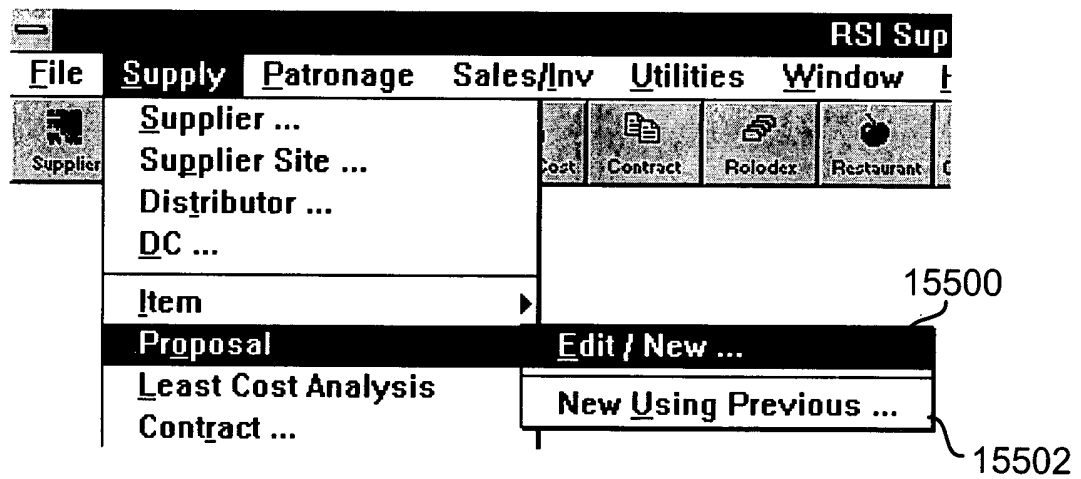 RSI Sup
File Supply Patronage Sales/Inv Utilities Window
Supplier Cost Contract Rolodex Restaurant
Supplier ...
Supplier Site ...
Distributor ...
DC ...
Item
15500
Proposal Edit / New ...
Least Cost Analysis
New Using Previous ...
Contract ...
15502